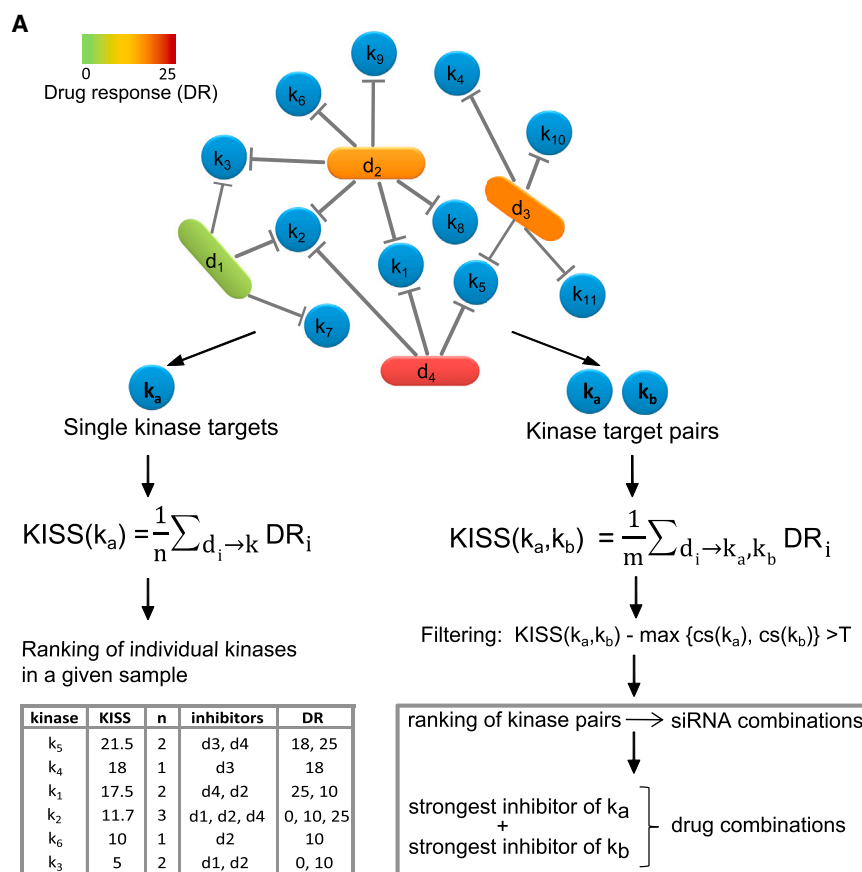 A
0 25
Drug response (DR)
k9
k4
k6
k10
k3
d2
d3
k2
k8
d1
k1
k5
k11
k7
d4
ka
ka kb
Single kinase targets
Kinase target pairs
KISS(ka) = 1/n ∑ di→k DRi
KISS(ka,kb) = 1/m ∑ di→ka,kb DRi
Filtering: KISS(ka,kb) - max {cs(ka), cs(kb)} >T
Ranking of individual kinases
in a given sample
kinase KISS n inhibitors DR
k5 21.5 2 d3, d4 18, 25
k4 18 1 d3 18
k1 17.5 2 d4, d2 25, 10
k2 11.7 3 d1, d2, d4 0, 10, 25
k6 10 1 d2 10
k3 5 2 d1, d2 0, 10
ranking of kinase pairs → siRNA combinations
strongest inhibitor of ka
+
strongest inhibitor of kb
drug combinations